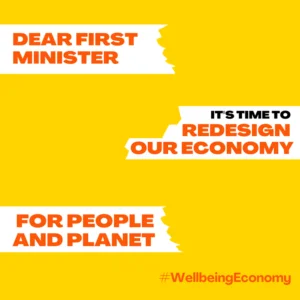 DEAR FIRST
MINISTER
IT'S TIME TO
REDESIGN
OUR ECONOMY
FOR PEOPLE
AND PLANET
#WellbeingEconomy